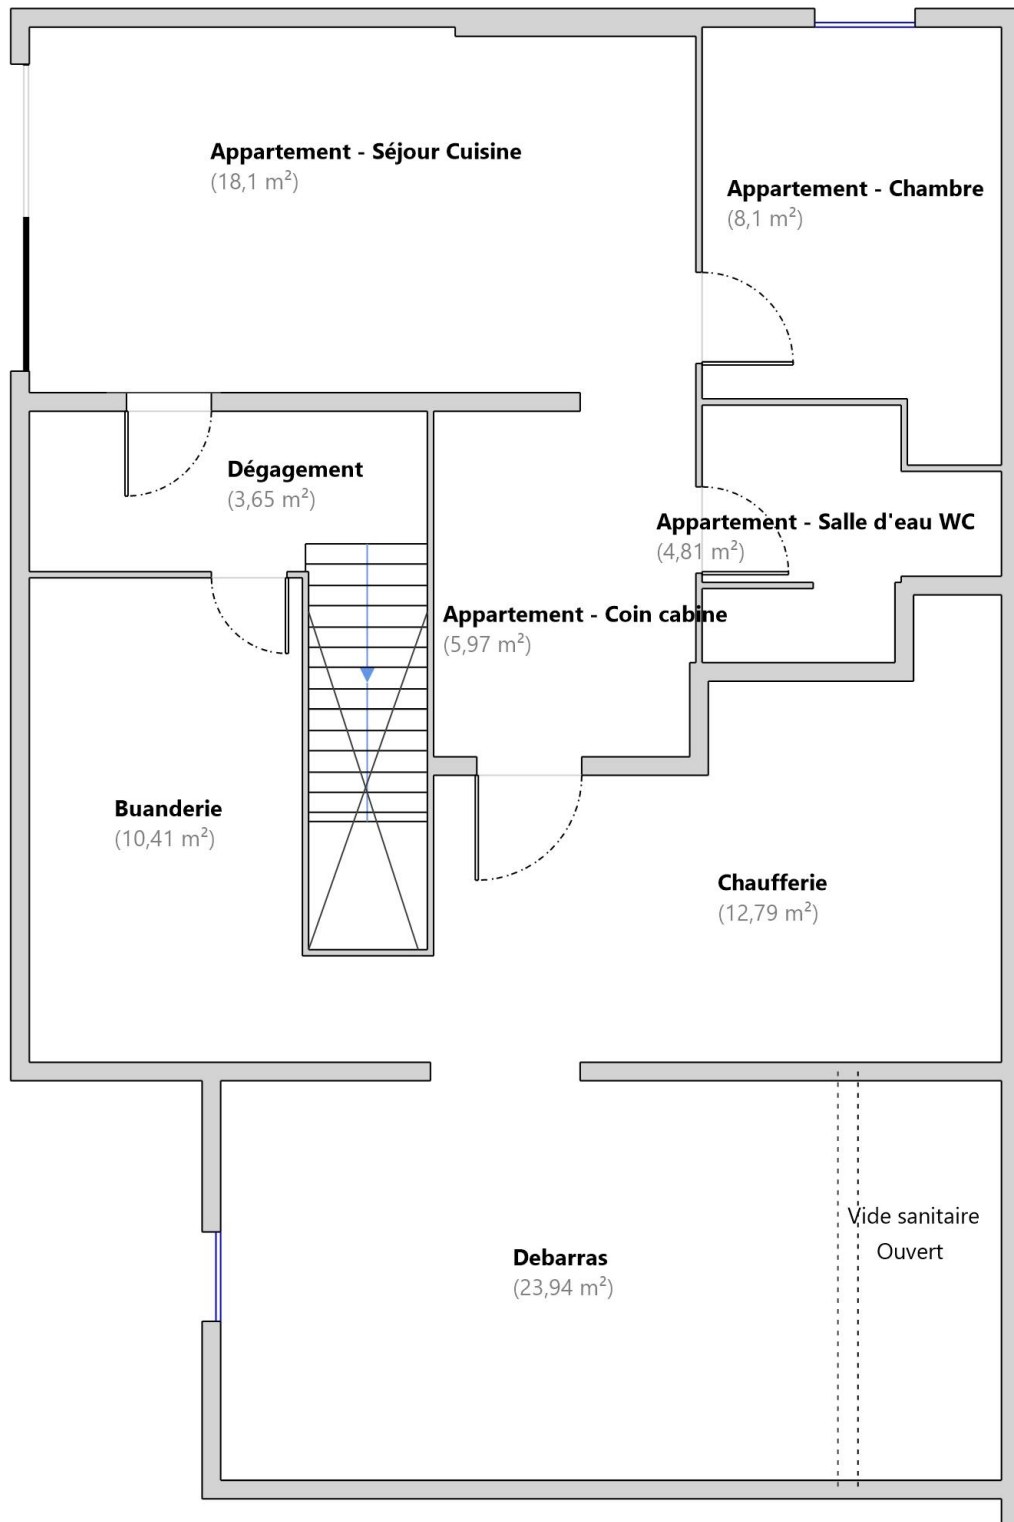 Appartement - Séjour Cuisine
(18,1 m²)
Appartement - Chambre
(8,1 m²)
Dégagement
(3,65 m²)
Appartement - Salle d'eau WC
(4,81 m²)
Appartement - Coin cabine
(5,97 m²)
Buanderie
(10,41 m²)
Chaufferie
(12,79 m²)
Vide sanitaire
Ouvert
Debarras
(23,94 m²)